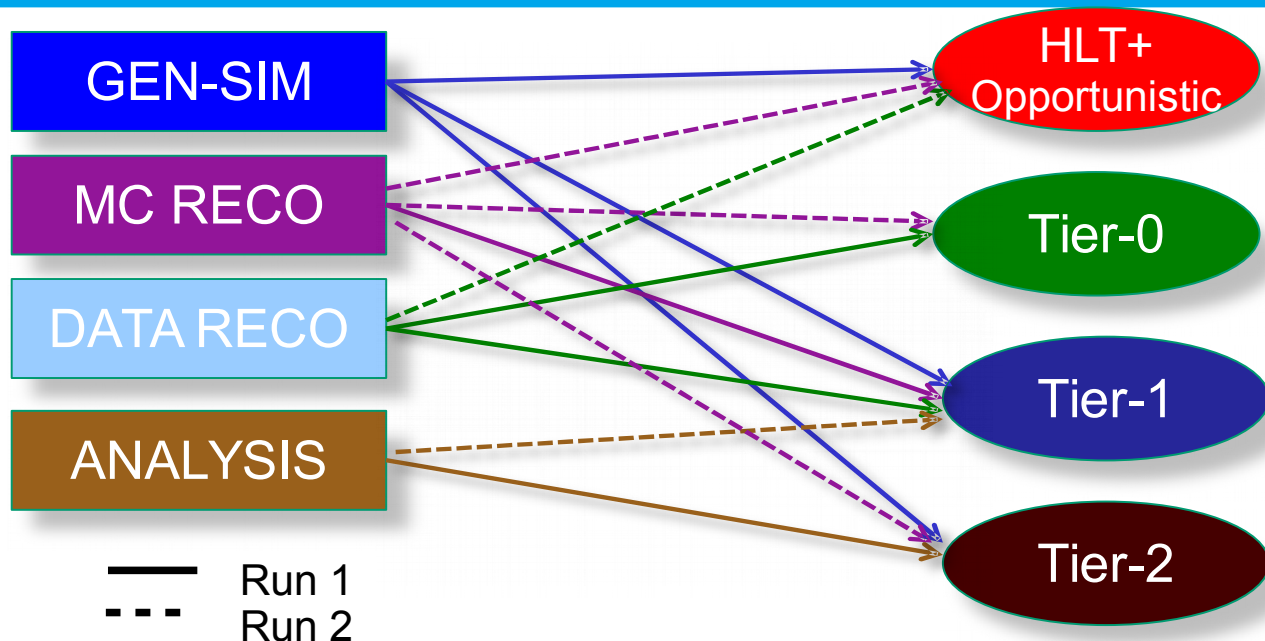 GEN-SIM
MC RECO
DATA RECO
ANALYSIS
Run 1
Run 2
HLT+
Opportunistic
Tier-0
Tier-1
Tier-2